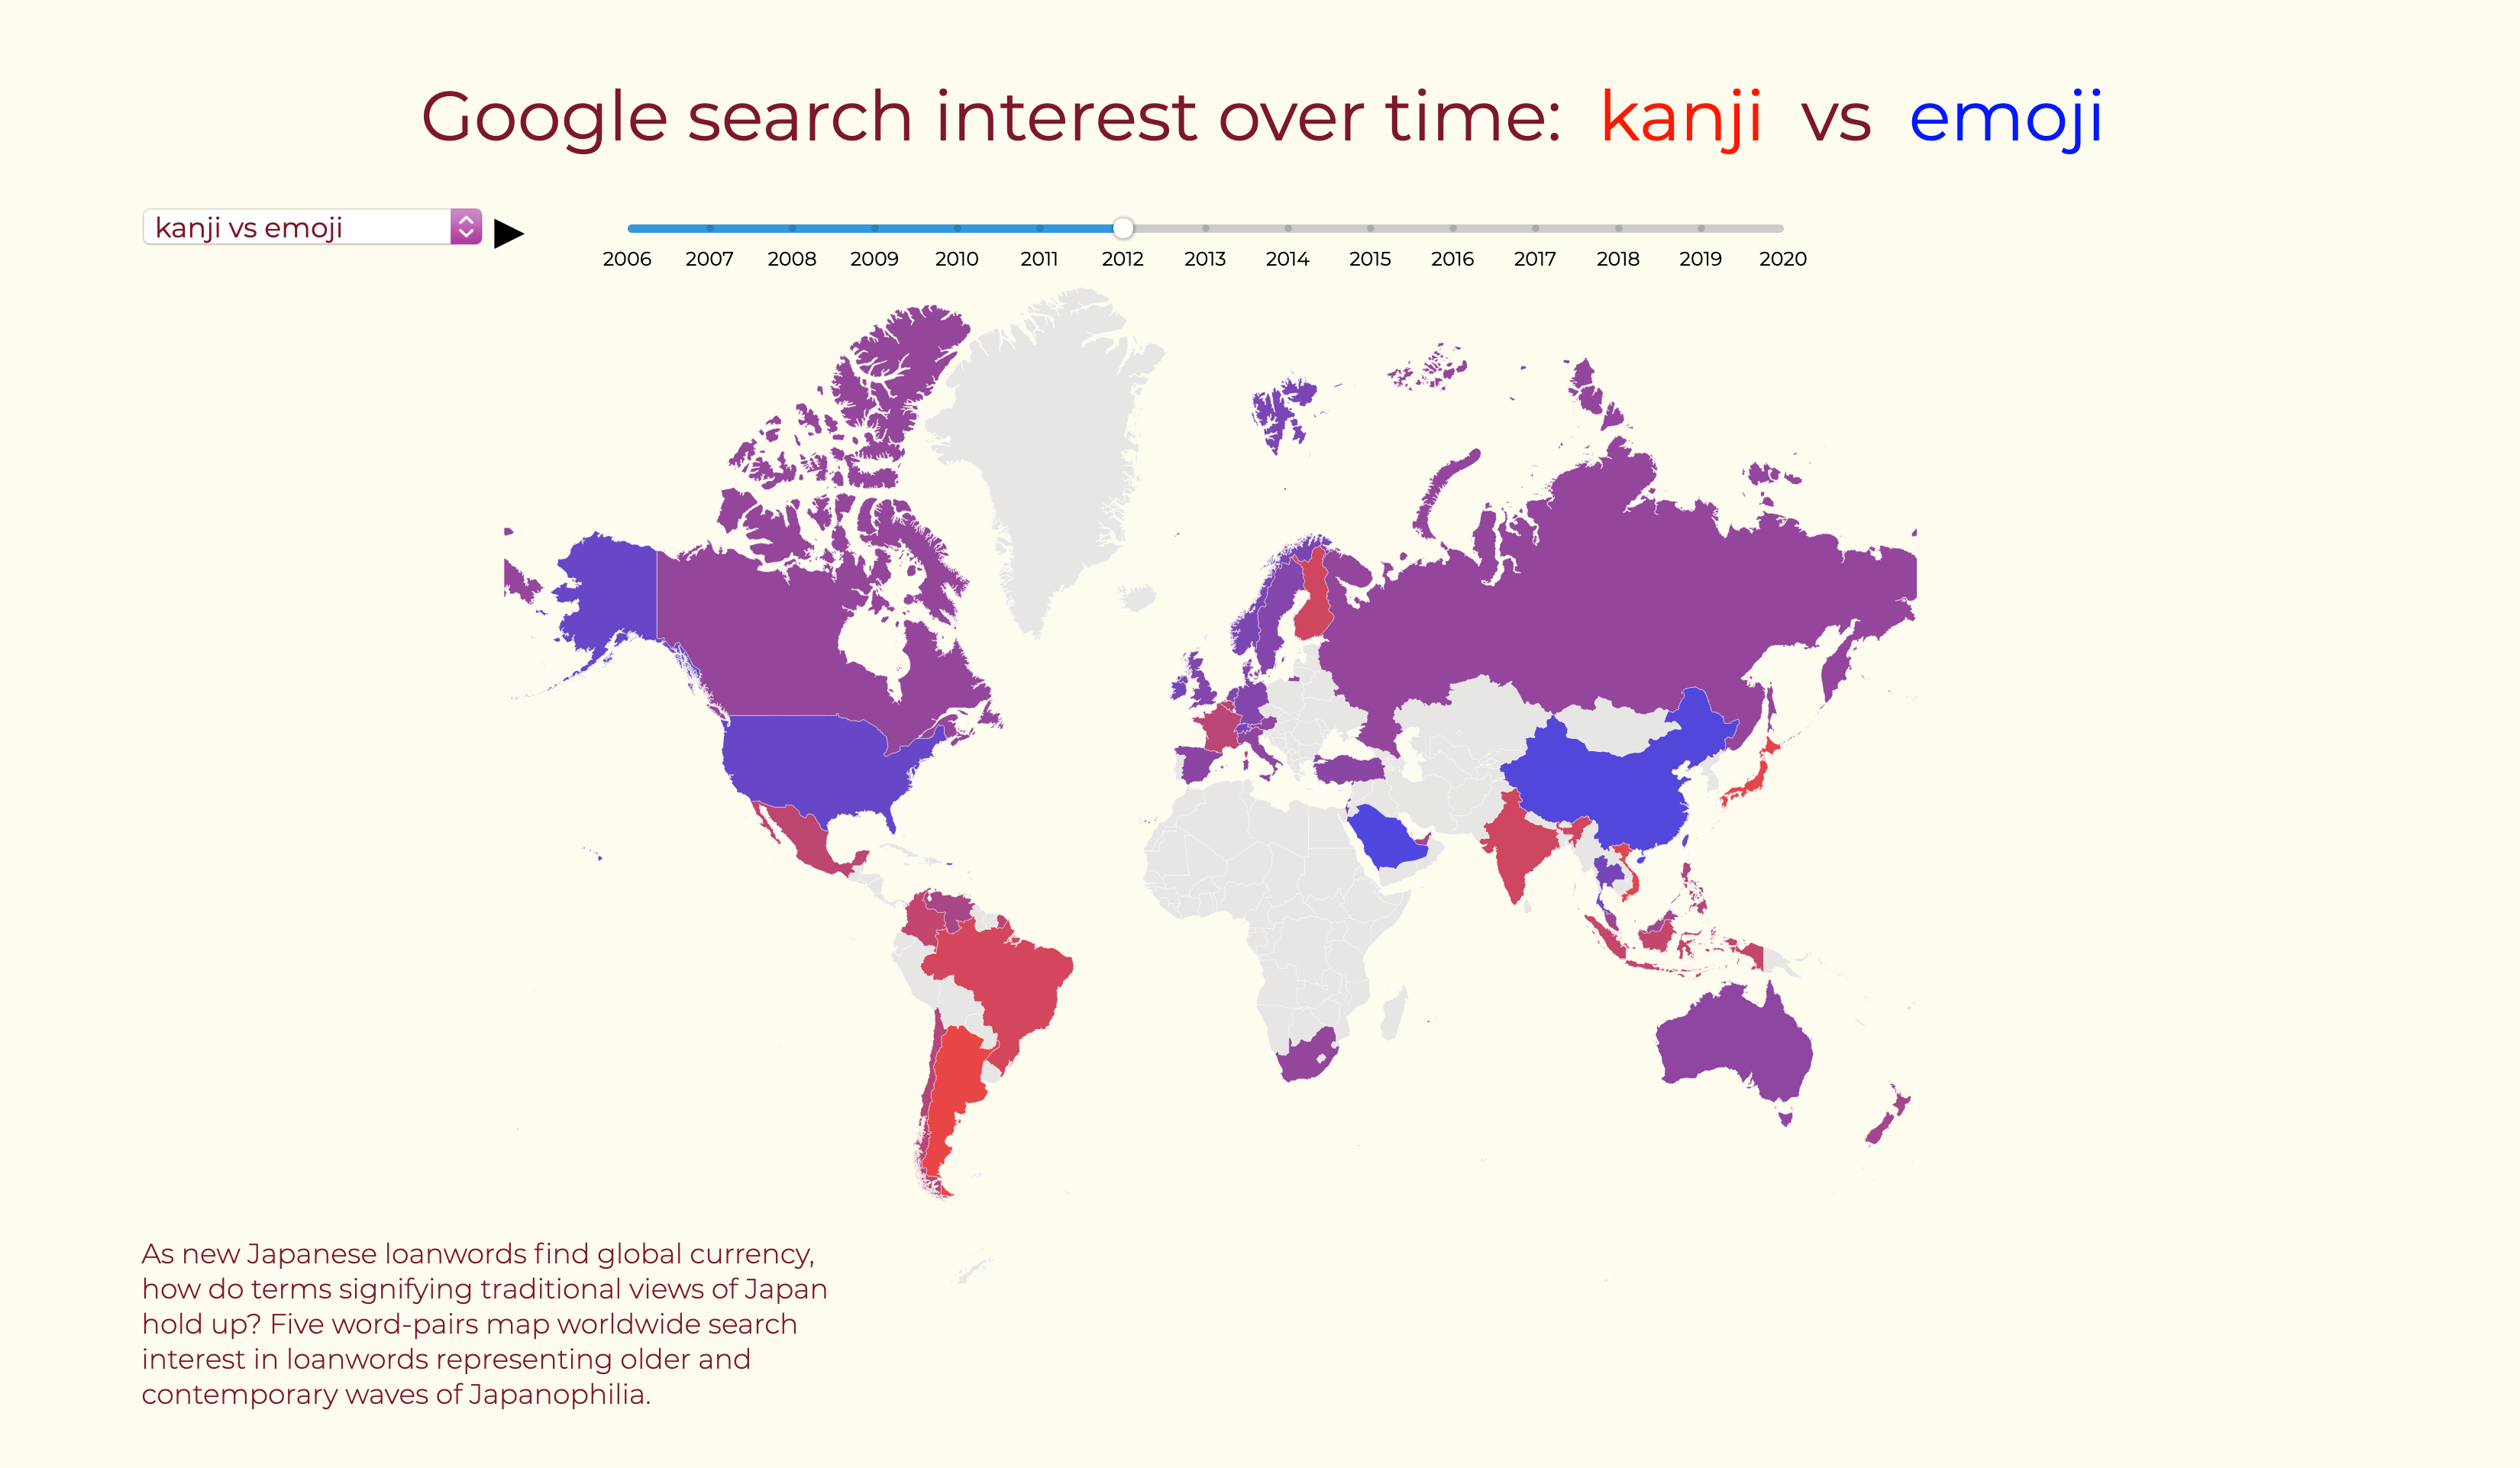 Google search interest over time: kanji vs emoji
kanji vs emoji
2006 2007 2008 2009 2010 2011 2012 2013 2014 2015 2016 2017 2018 2019 2020
As new Japanese loanwords find global currency,
how do terms signifying traditional views of Japan
hold up? Five word-pairs map worldwide search
interest in loanwords representing older and
contemporary waves of Japanophilia.